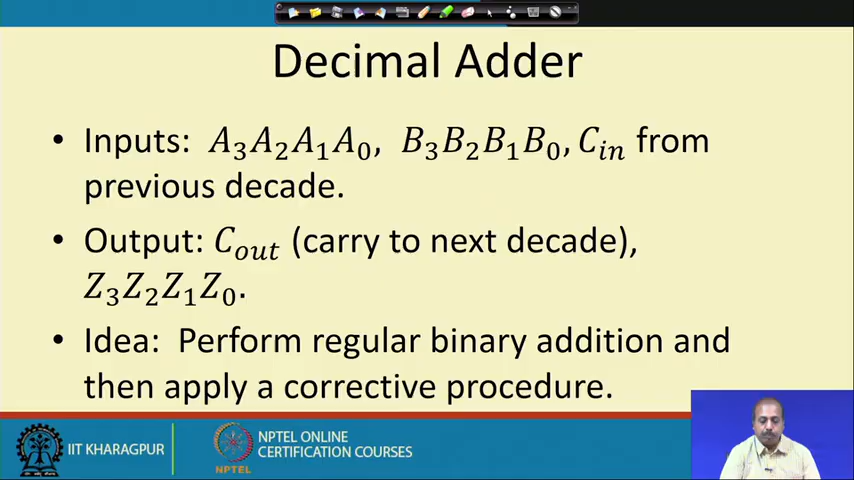 Decimal Adder
• Inputs: A₃A₂A₁A₀, B₃B₂B₁B₀, Cᵢₙ from
previous decade.
• Output: Cₒᵤₜ (carry to next decade),
Z₃Z₂Z₁Z₀.
• Idea: Perform regular binary addition and
then apply a corrective procedure.
IIT KHARAGPUR
NPTEL
NPTEL ONLINE
CERTIFICATION COURSES